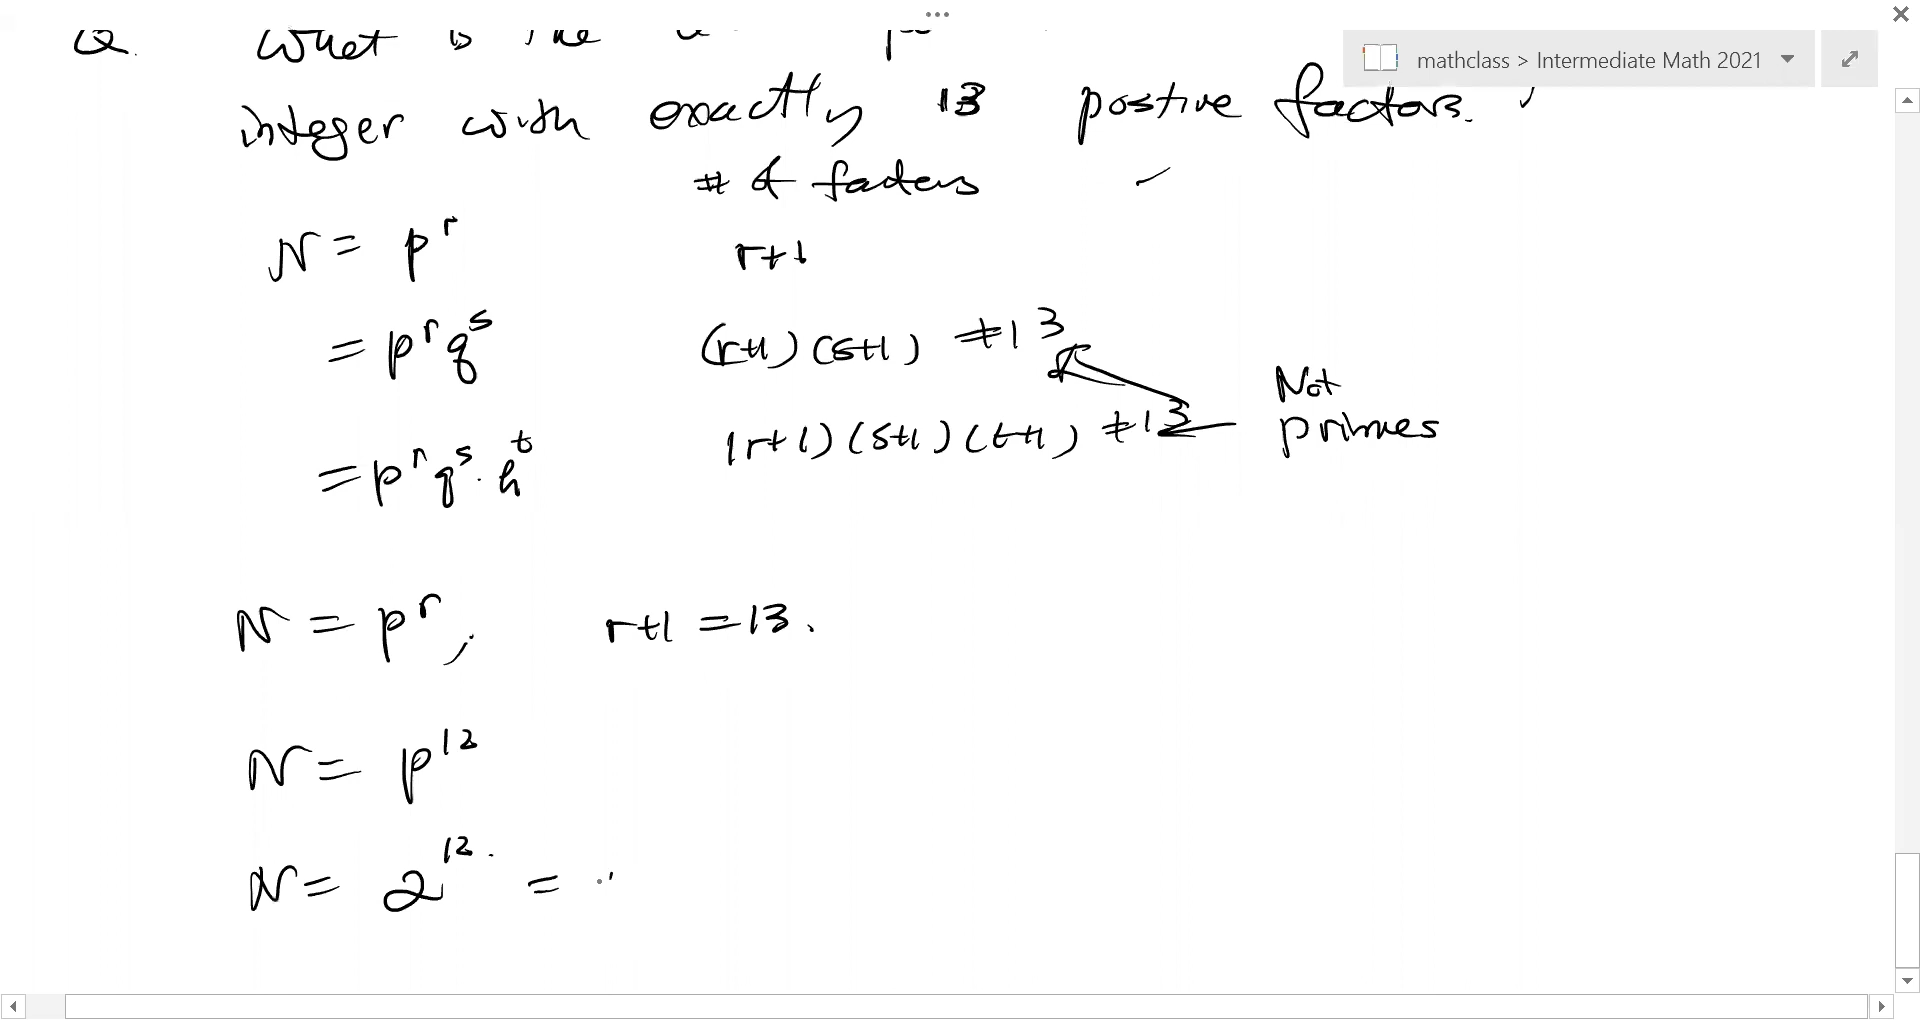 Q. What is the
mathclass > Intermediate Math 2021
integer with exactly 13 postive factors.
# of factors
N = p^r r+1
= p^r q^s (r+1)(s+1) ≠ 13
Not
primes
= p^r q^s . h^t (r+1)(s+1)(t+1) ≠ 13
N = p^r, r+1 = 13.
N = p^12
N = 2^12. =